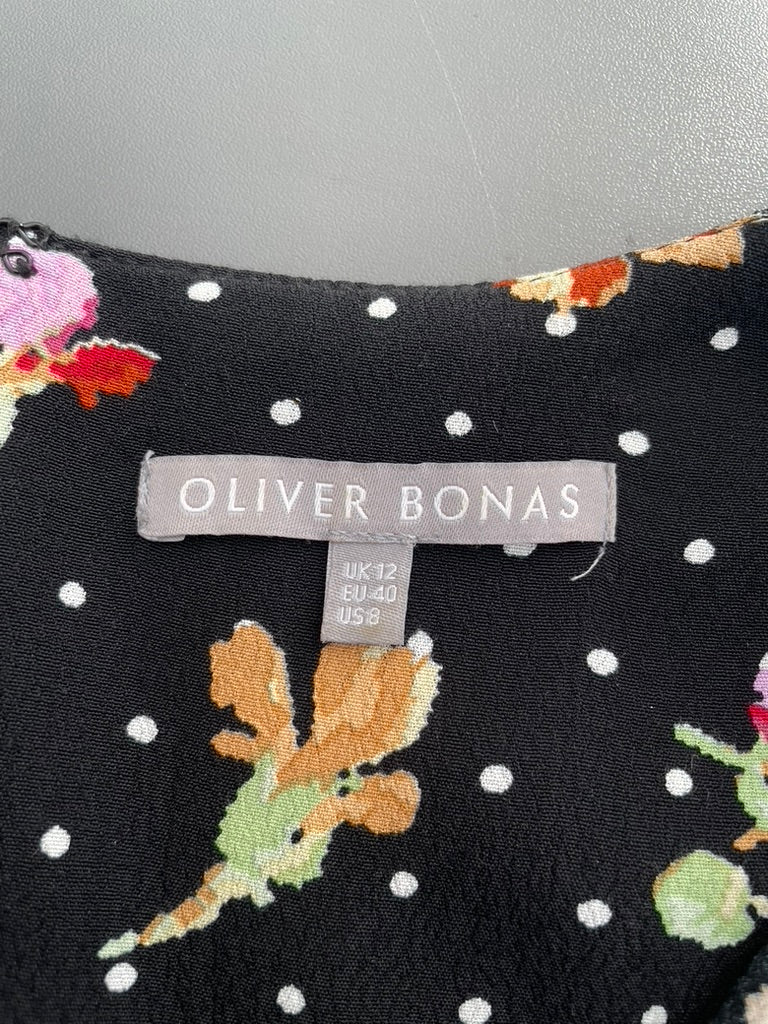 OLIVER BONAS
UK 12
EU 40
US 8